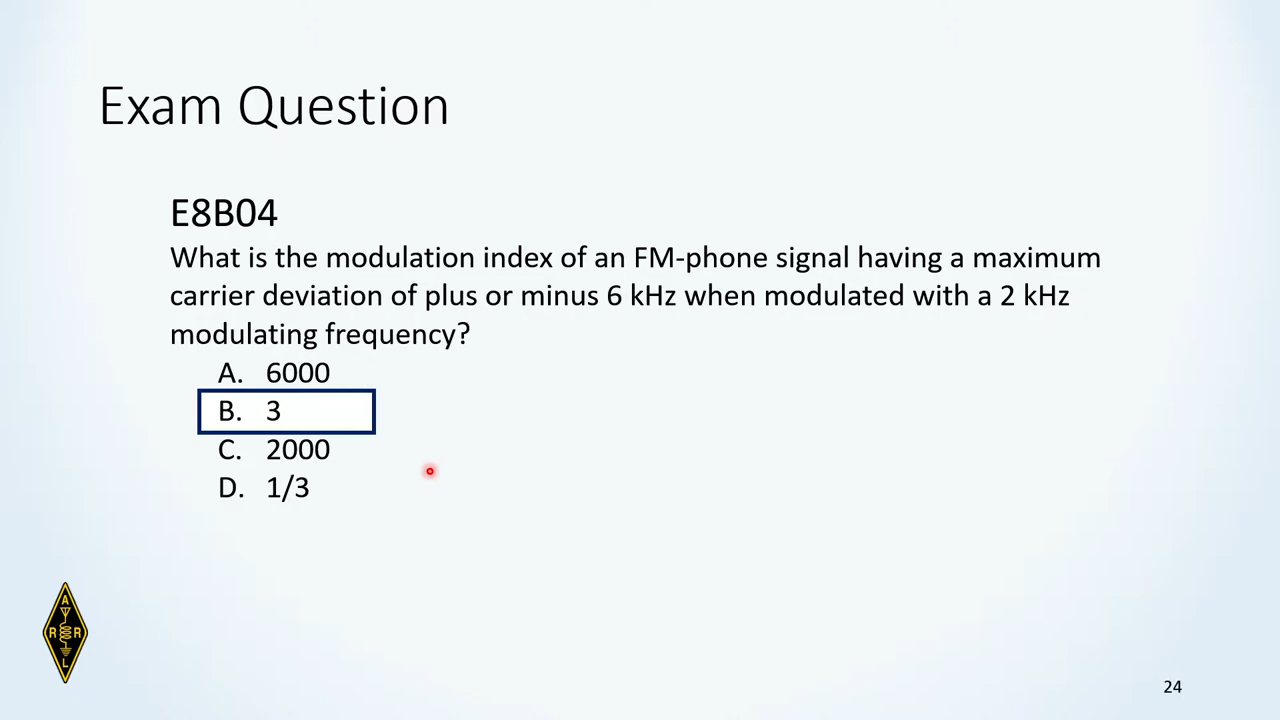 Exam Question
E8B04
What is the modulation index of an FM-phone signal having a maximum
carrier deviation of plus or minus 6 kHz when modulated with a 2 kHz
modulating frequency?
A. 6000
B. 3
C. 2000
D. 1/3
A
R R
L
24